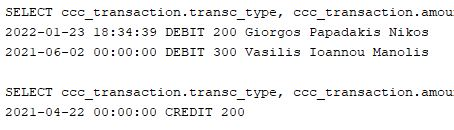 SELECT ccc_transaction.transc_type, ccc_transaction.amou
2022-01-23 18:34:39 DEBIT 200 Giorgos Papadakis Nikos
2021-06-02 00:00:00 DEBIT 300 Vasilis Ioannou Manolis
SELECT ccc_transaction.transc_type, ccc_transaction.amou
2021-04-22 00:00:00 CREDIT 200